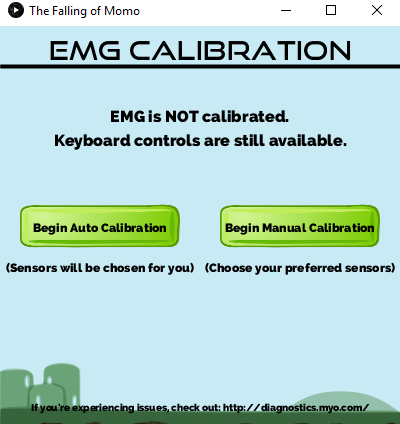 The Falling of Momo
EMG CALIBRATION
EMG is NOT calibrated.
Keyboard controls are still available.
Begin Auto Calibration
Begin Manual Calibration
(Sensors will be chosen for you)
(Choose your preferred sensors)
If you're experiencing issues, check out: http://diagnostics.myo.com/